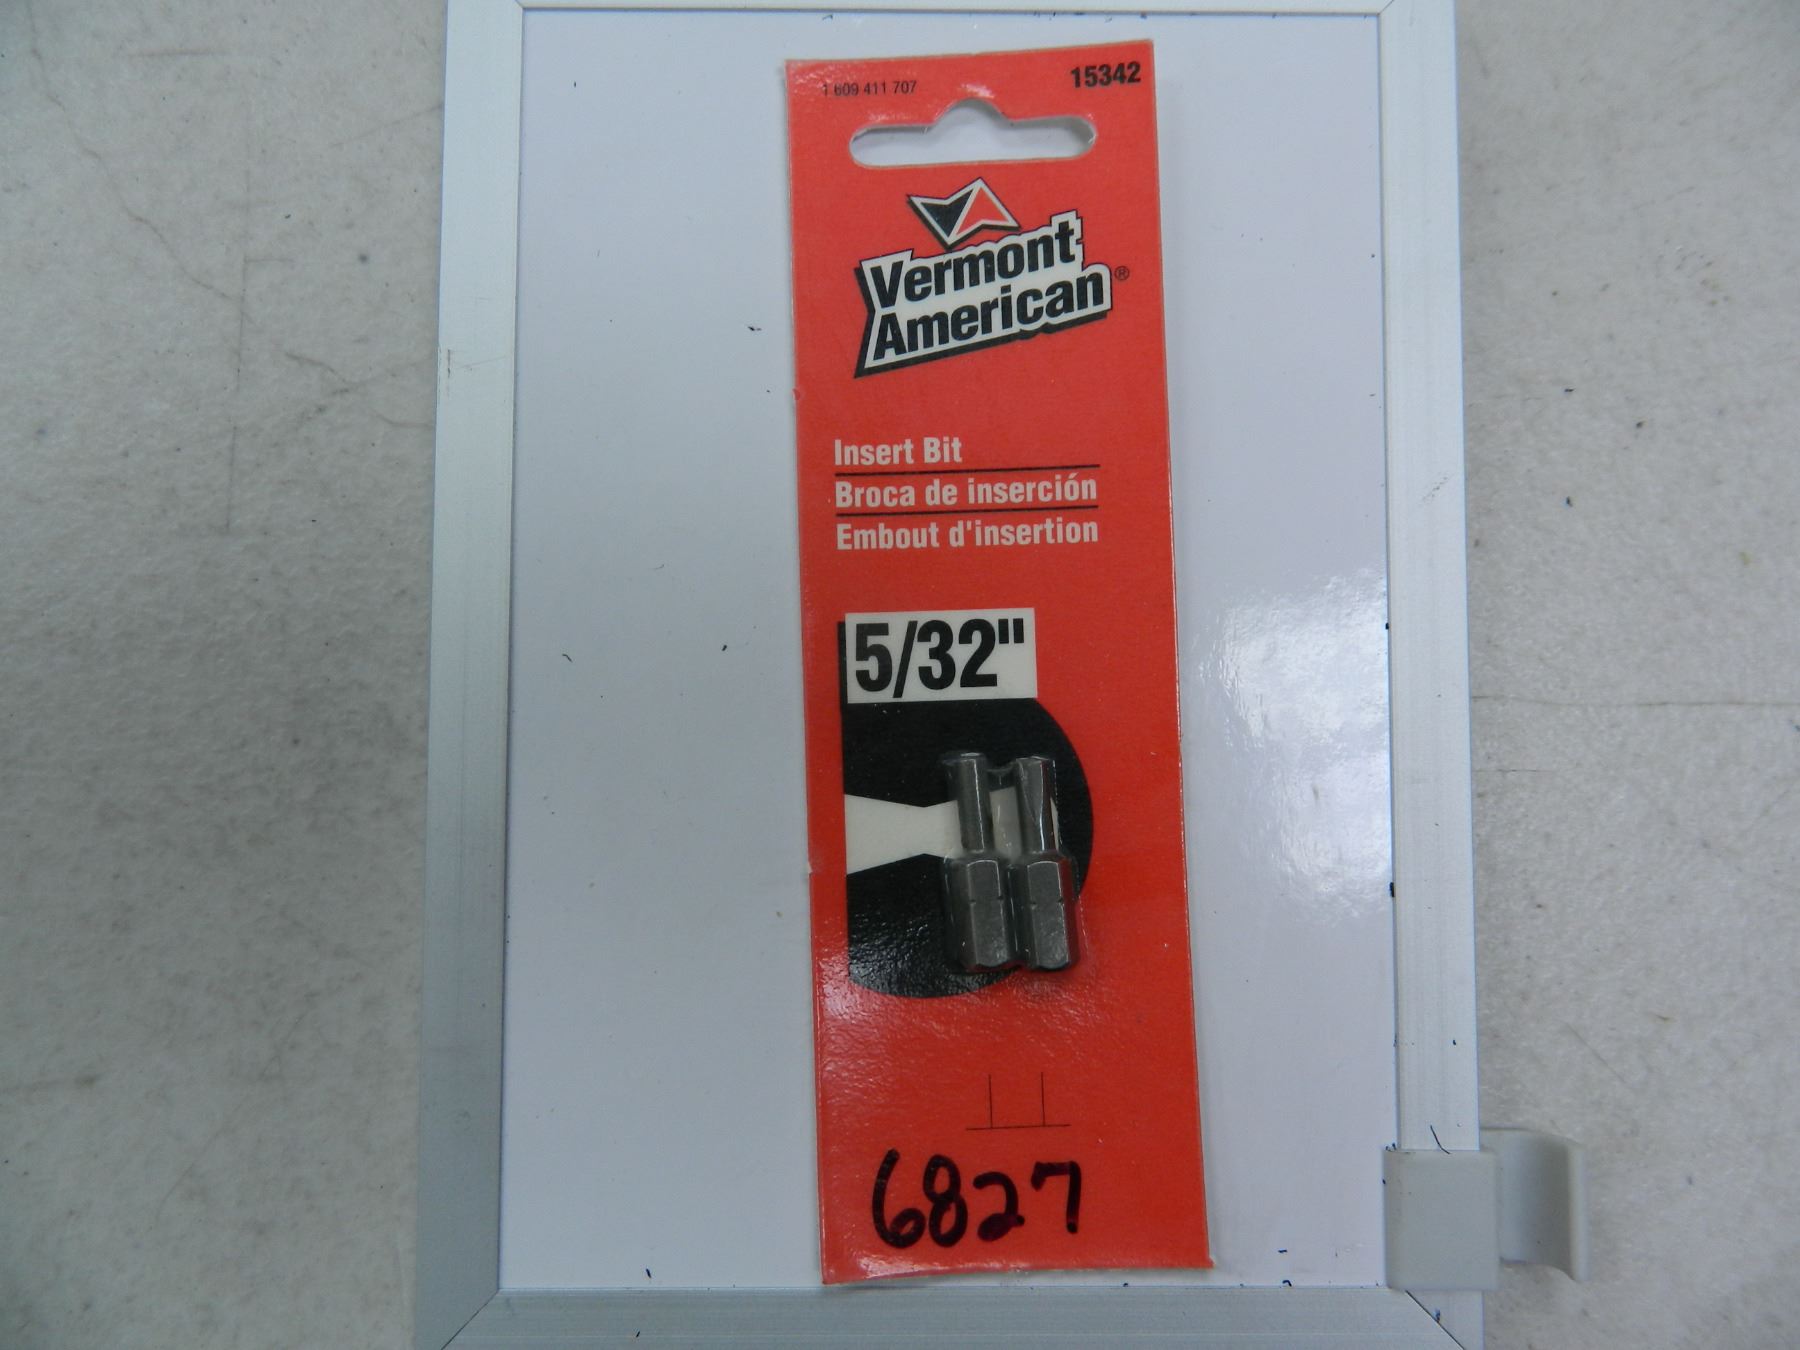 1 609 411 707
15342
Vermont
American®
Insert Bit
Broca de inserción
Embout d'insertion
5/32"
6827